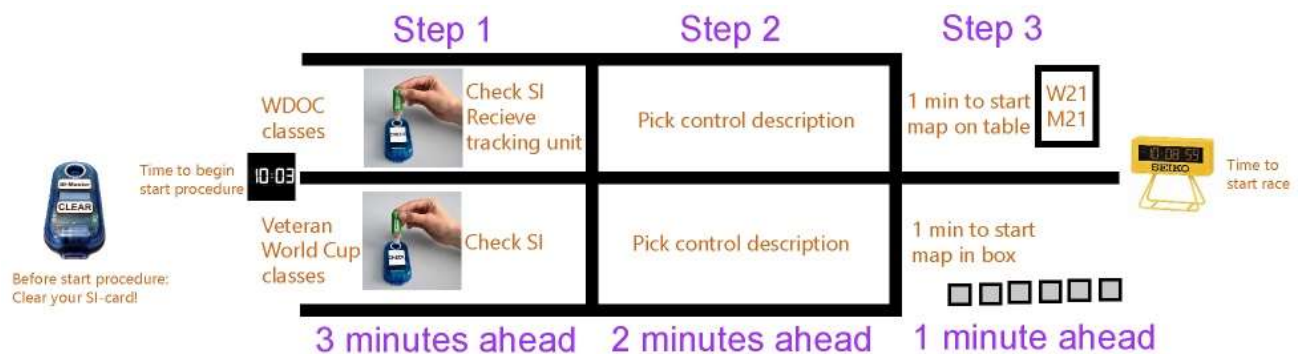 Step 1
Step 2
Step 3
WDOC
classes
Check SI
Recieve
tracking unit
Pick control description
1 min to start
map on table
W21
M21
Time to begin
start procedure
10:03
CLEAR
10:08 59
SEIKO
Time to
start race
Veteran
World Cup
classes
Check SI
Pick control description
1 min to start
map in box
Before start procedure:
Clear your SI-card!
3 minutes ahead
2 minutes ahead
1 minute ahead